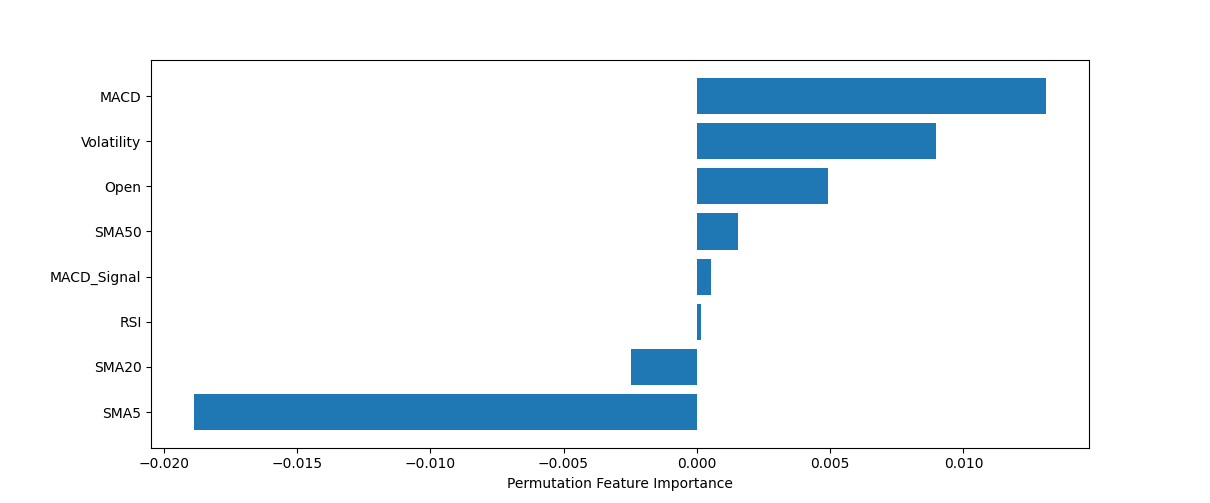 MACD
Volatility
Open
SMA50
MACD_Signal
RSI
SMA20
SMA5
−0.020 −0.015 −0.010 −0.005 0.000 0.005 0.010
Permutation Feature Importance